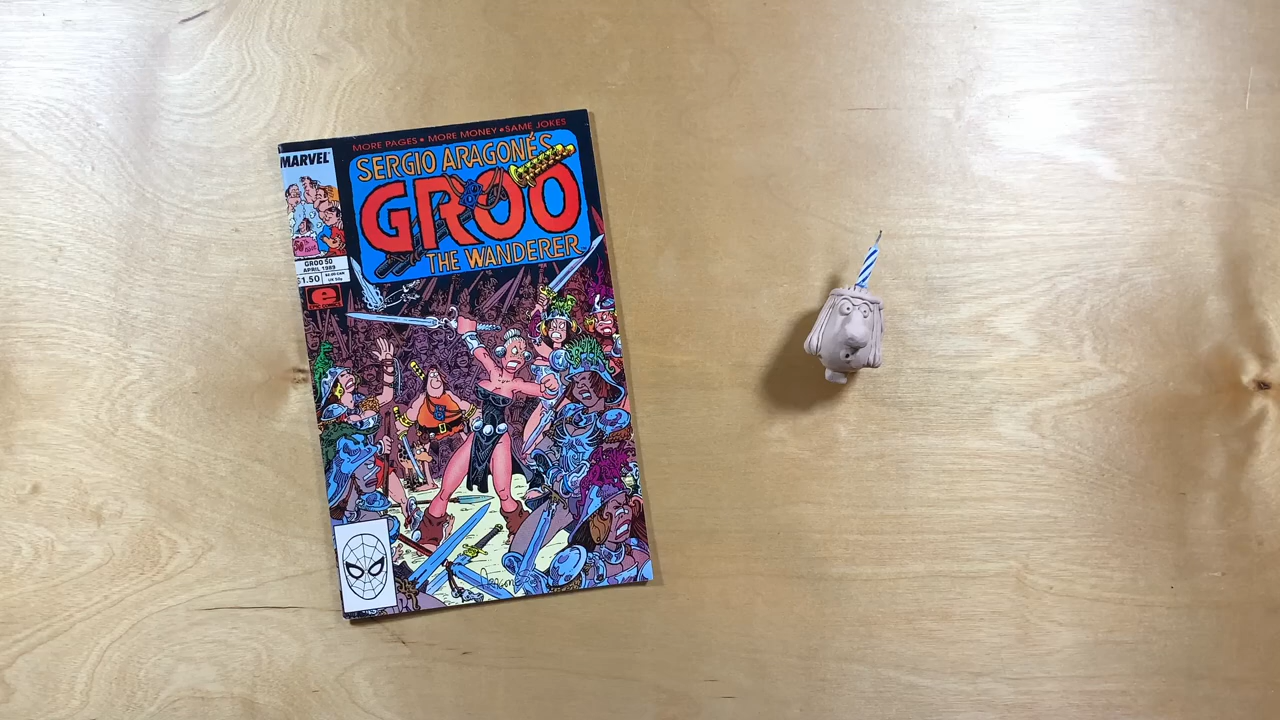 MORE PAGES • MORE MONEY • SAME JOKES
MARVEL
SERGIO ARAGONÉS
GROO
THE WANDERER
GROO 50
APRIL 1989
$1.50
e